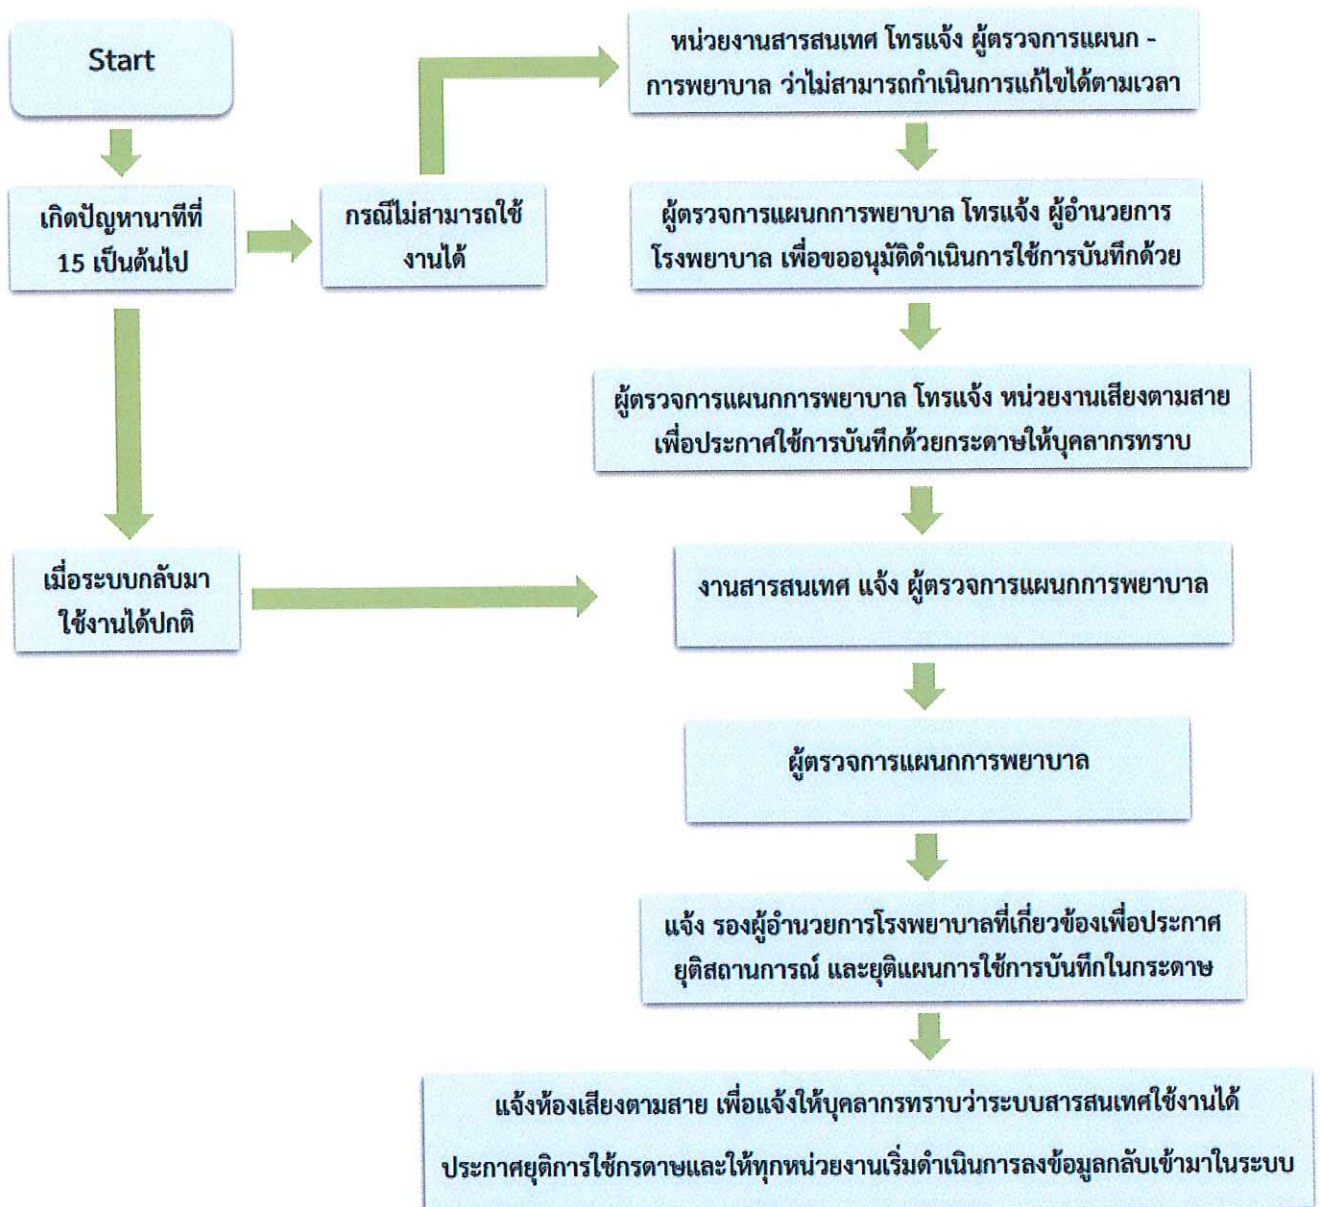 Start
เกิดปัญหานาทีที่
15 เป็นต้นไป
กรณีไม่สามารถใช้
งานได้
หน่วยงานสารสนเทศ โทรแจ้ง ผู้ตรวจการแผนก -
การพยาบาล ว่าไม่สามารถกำเนินการแก้ไขได้ตามเวลา
ผู้ตรวจการแผนกการพยาบาล โทรแจ้ง ผู้อำนวยการ
โรงพยาบาล เพื่อขออนุมัติดำเนินการใช้การบันทึกด้วย
ผู้ตรวจการแผนกการพยาบาล โทรแจ้ง หน่วยงานเสียงตามสาย
เพื่อประกาศใช้การบันทึกด้วยกระดาษให้บุคลากรทราบ
เมื่อระบบกลับมา
ใช้งานได้ปกติ
งานสารสนเทศ แจ้ง ผู้ตรวจการแผนกการพยาบาล
ผู้ตรวจการแผนกการพยาบาล
แจ้ง รองผู้อำนวยการโรงพยาบาลที่เกี่ยวข้องเพื่อประกาศ
ยุติสถานการณ์ และยุติแผนการใช้การบันทึกในกระดาษ
แจ้งห้องเสียงตามสาย เพื่อแจ้งให้บุคลากรทราบว่าระบบสารสนเทศใช้งานได้
ประกาศยุติการใช้กรดาษและให้ทุกหน่วยงานเริ่มดำเนินการลงข้อมูลกลับเข้ามาในระบบ